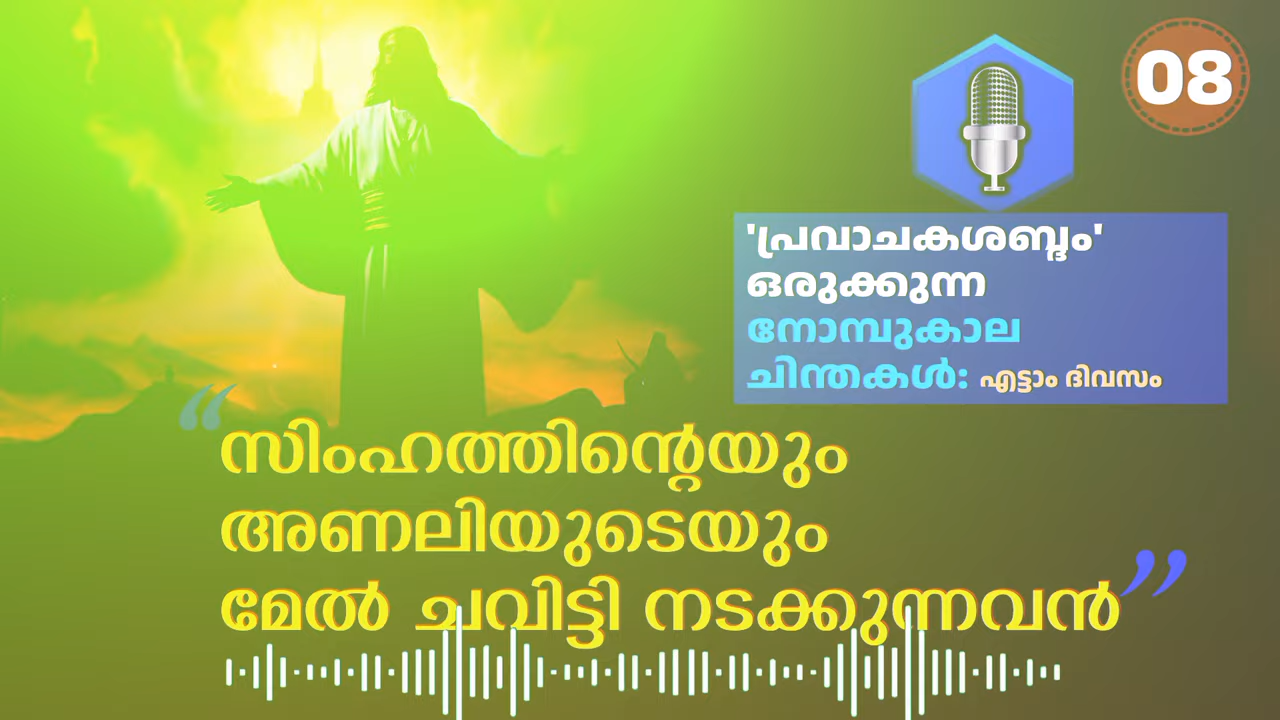 08
'പ്രവാചകശബ്ദം'
ഒരുക്കുന്ന
നോമ്പുകാല
ചിന്തകൾ: എട്ടാം ദിവസം
“സിംഹത്തിന്റെയും
അണലിയുടെയും
മേൽ ചവിട്ടി നടക്കുന്നവൻ”